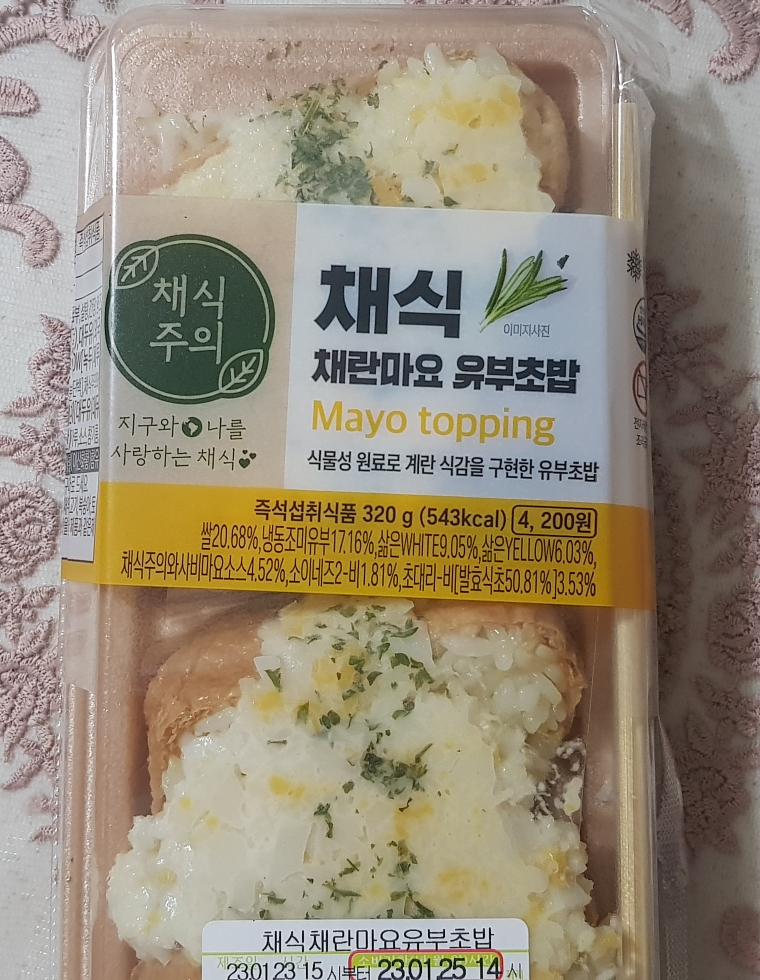 채식
주의
지구와 나를
사랑하는 채식
채식
이미지사진
채란마요 유부초밥
Mayo topping
식물성 원료로 계란 식감을 구현한 유부초밥
즉석섭취식품 320 g (543kcal) 4, 200원
쌀20.68%,냉동조미유부17.16%,삶은WHITE9.05%,삶은YELLOW6.03%,
채식주의와사비마요소스4.52%,소이네즈2-비1.81%,초대리-비[발효식초50.81%]3.53%
채식채란마요유부초밥
23.01 23 15 시부터 23.01 25 14 시